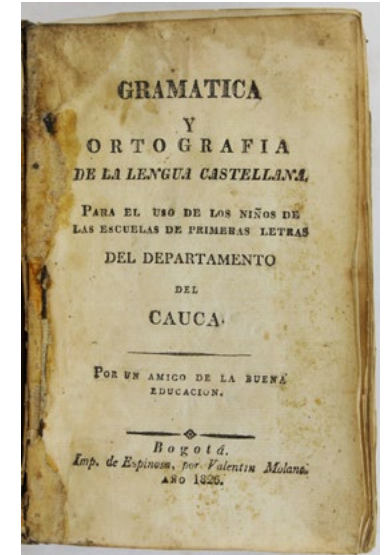 GRAMATICA
Y
ORTOGRAFIA
DE LA LENGUA CASTELLANA,
PARA EL USO DE LOS NIÑOS DE
LAS ESCUELAS DE PRIMERAS LETRAS
DEL DEPARTAMENTO
DEL
CAUCA.
POR UN AMIGO DE LA BUENA
EDUCACION.
Bogotá.
Imp. de Espinosa, por Valentin Molano.
AÑO 1826.